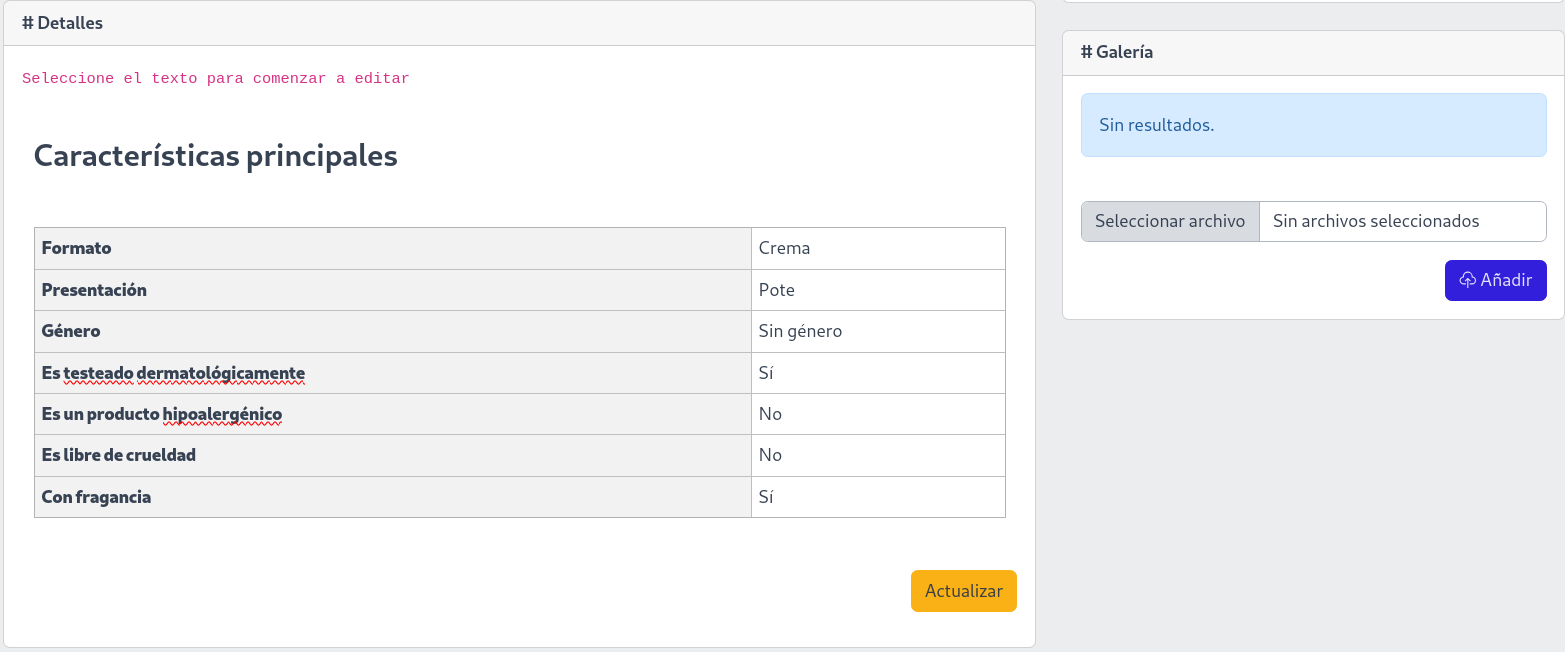 # Detalles
Seleccione el texto para comenzar a editar
Características principales
Formato Crema
Presentación Pote
Género Sin género
Es testeado dermatológicamente Sí
Es un producto hipoalergénico No
Es libre de crueldad No
Con fragancia Sí
Actualizar
# Galería
Sin resultados.
Seleccionar archivo Sin archivos seleccionados
Añadir